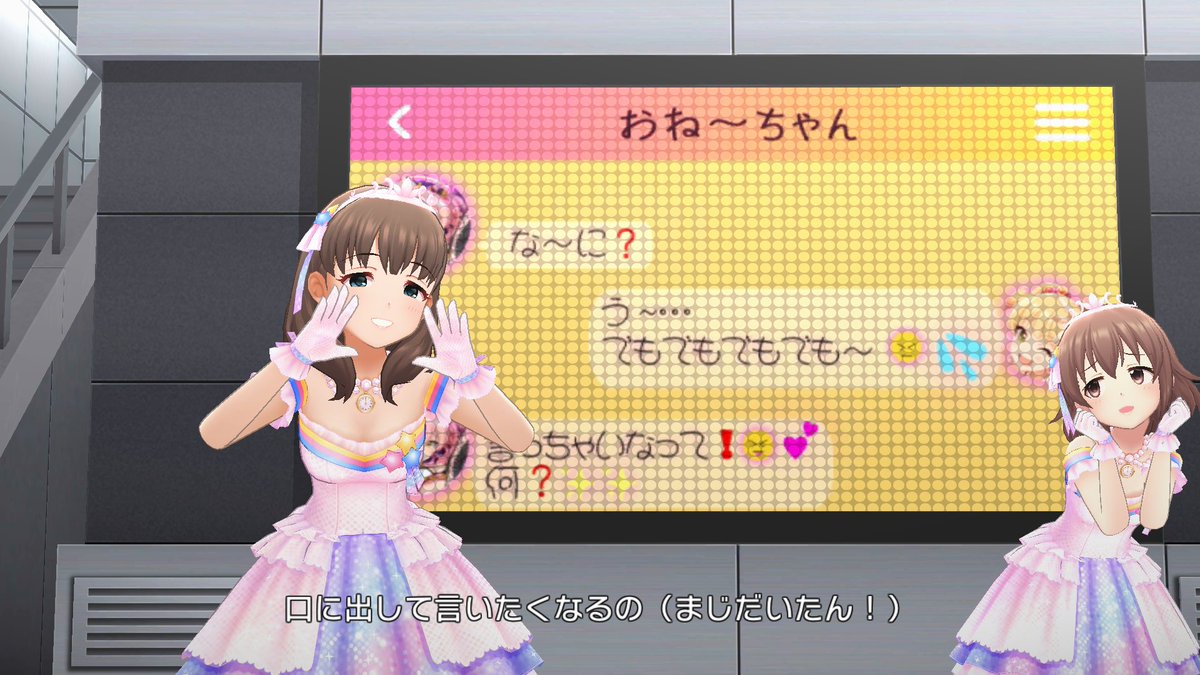 おね～ちゃん
な～に❓
う～…
でもでもでもでも～
言っちゃいなって❗
何❓
口に出して言いたくなるの（まじだいたん！）